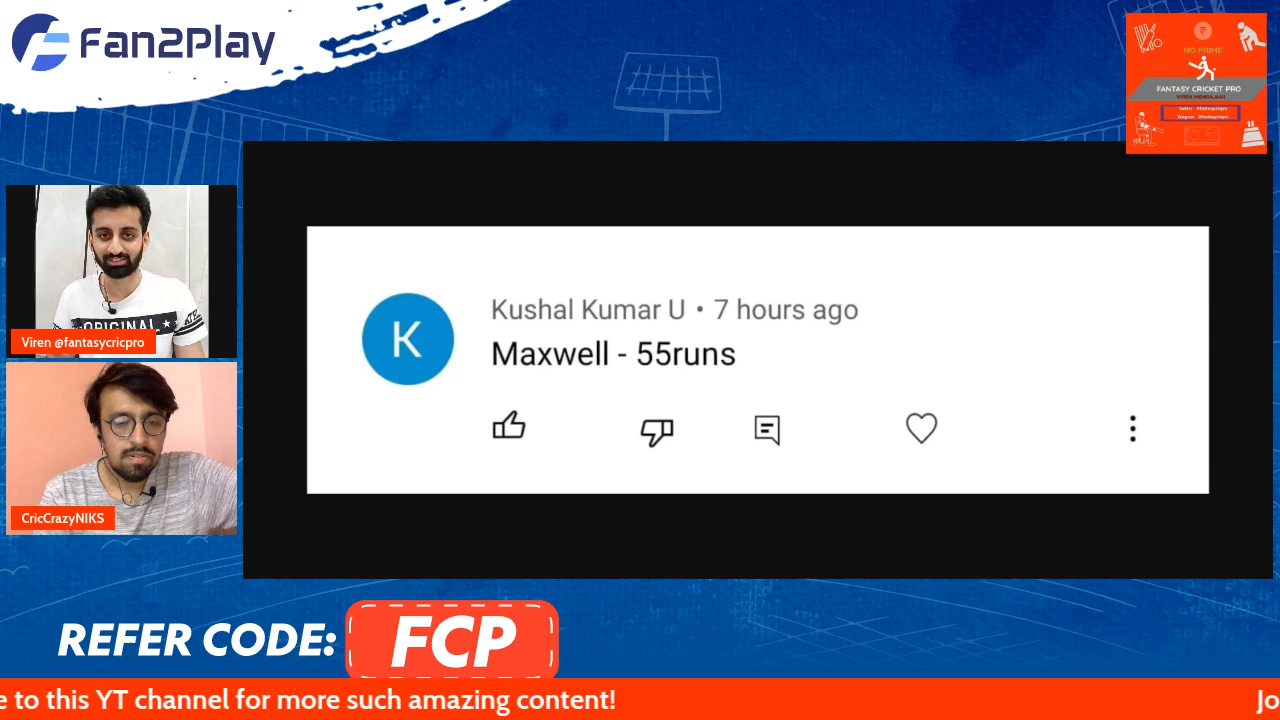 Fan2Play
NO PRIME
FANTASY CRICKET PRO
ORIGINAL
Viren @fantasycricpro
CricCrazyNIKS
K
Kushal Kumar U • 7 hours ago
Maxwell - 55runs
REFER CODE: FCP
e to this YT channel for more such amazing content!
Jo